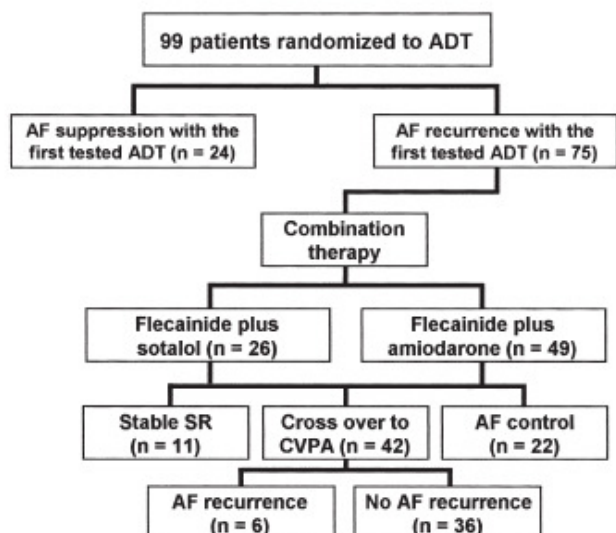 99 patients randomized to ADT
AF suppression with the
first tested ADT (n = 24)
AF recurrence with the
first tested ADT (n = 75)
Combination
therapy
Flecainide plus
sotalol (n = 26)
Flecainide plus
amiodarone (n = 49)
Stable SR
(n = 11)
Cross over to
CVPA (n = 42)
AF control
(n = 22)
AF recurrence
(n = 6)
No AF recurrence
(n = 36)